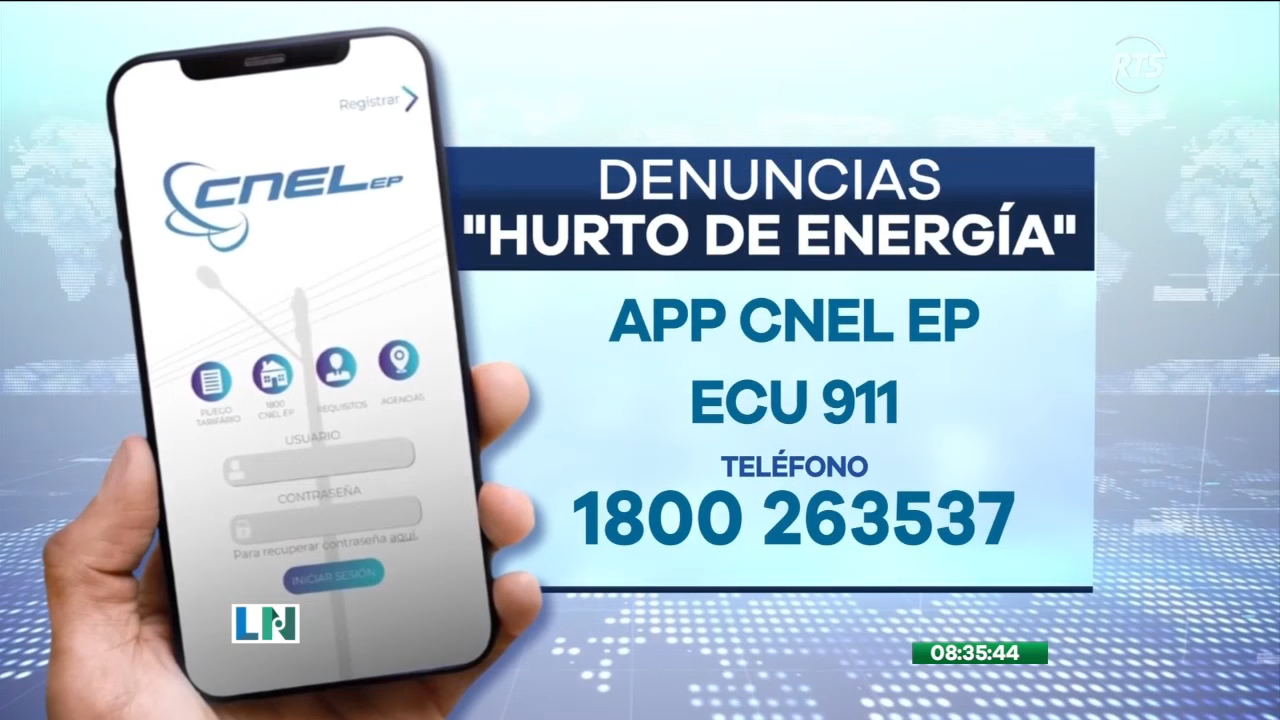 RTS
Registrar
CNEL EP
DENUNCIAS
"HURTO DE ENERGÍA"
APP CNEL EP
ECU 911
TELÉFONO
1800 263537
PLIEGO
TARIFARIO
1800
CNEL EP
REQUISITOS
AGENDAS
USUARIO
CONTRASEÑA
Para recuperar contraseña aquí.
INICIAR SESIÓN
LN
08:35:44